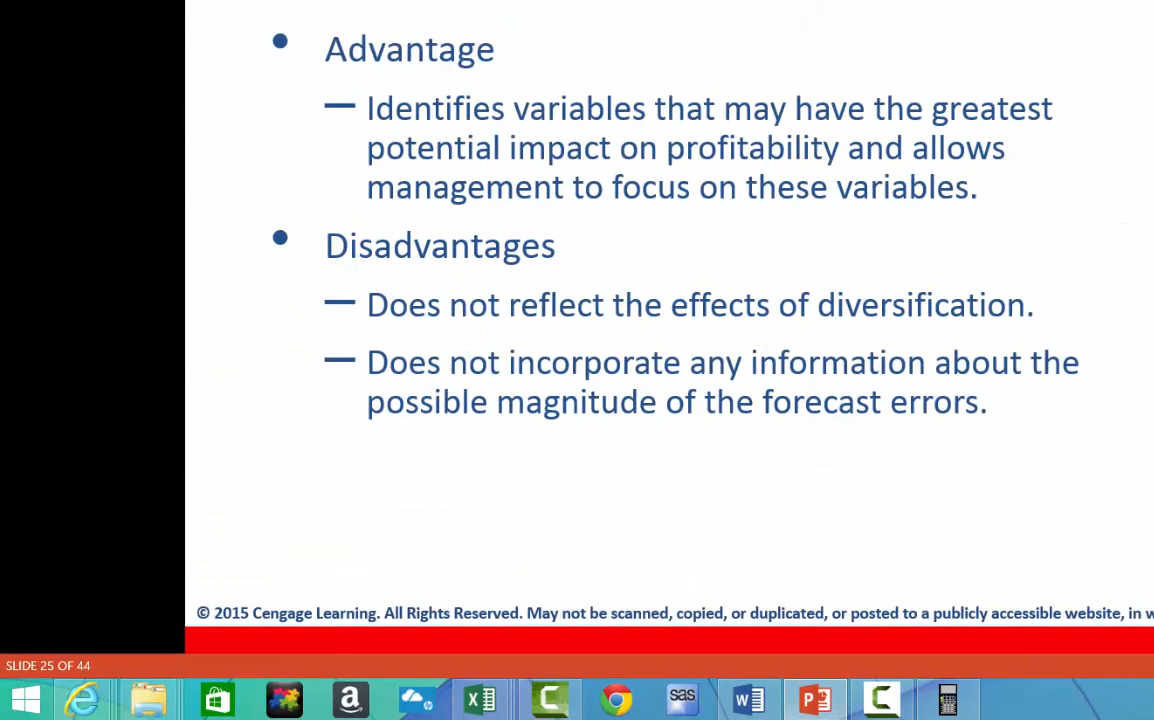 • Advantage
— Identifies variables that may have the greatest
potential impact on profitability and allows
management to focus on these variables.
• Disadvantages
— Does not reflect the effects of diversification.
— Does not incorporate any information about the
possible magnitude of the forecast errors.
© 2015 Cengage Learning. All Rights Reserved. May not be scanned, copied, or duplicated, or posted to a publicly accessible website, in w
SLIDE 25 OF 44
a
hp
sas